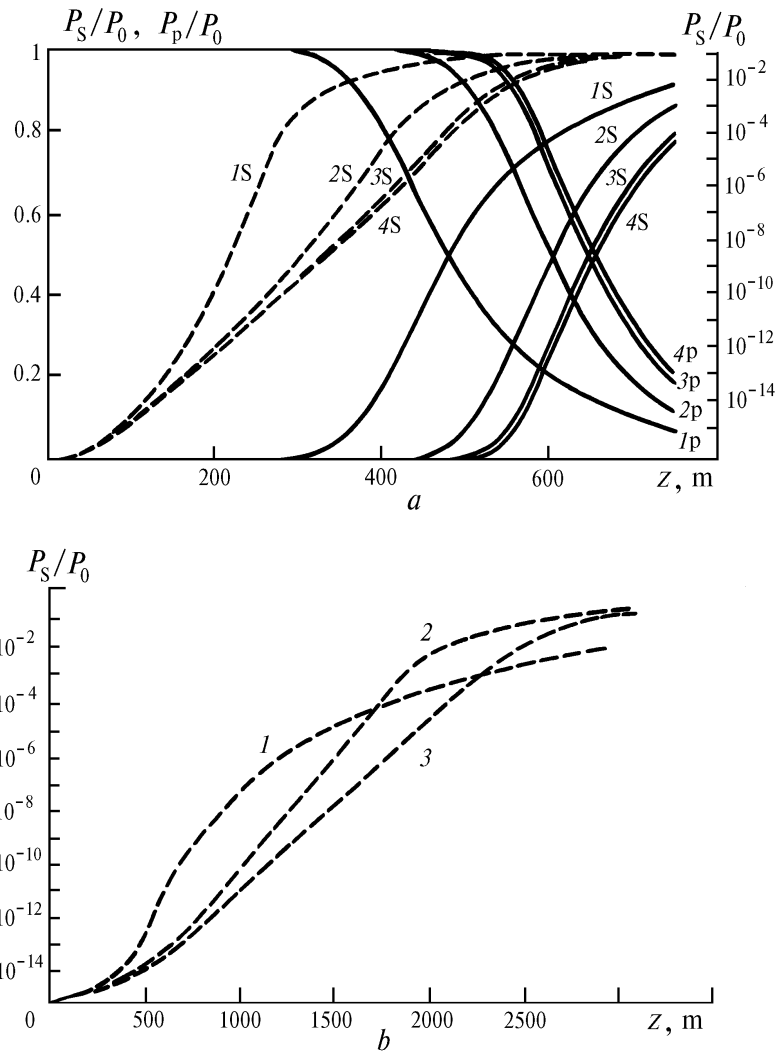 P_S/P_0, P_p/P_0 P_S/P_0
1 10^−2
1S
1S 2S 3S 2S 10^−4
0.8
3S 10^−6
0.6 4S 4S
10^−8
0.4 10^−10
10^−12
0.2 4p
3p 10^−14
2p
1p
0 200 400 600 z, m
a
P_S/P_0
2
10^−2
10^−4
1
3
10^−6
10^−8
10^−10
10^−12
10^−14
0 500 1000 1500 2000 2500 z, m
b